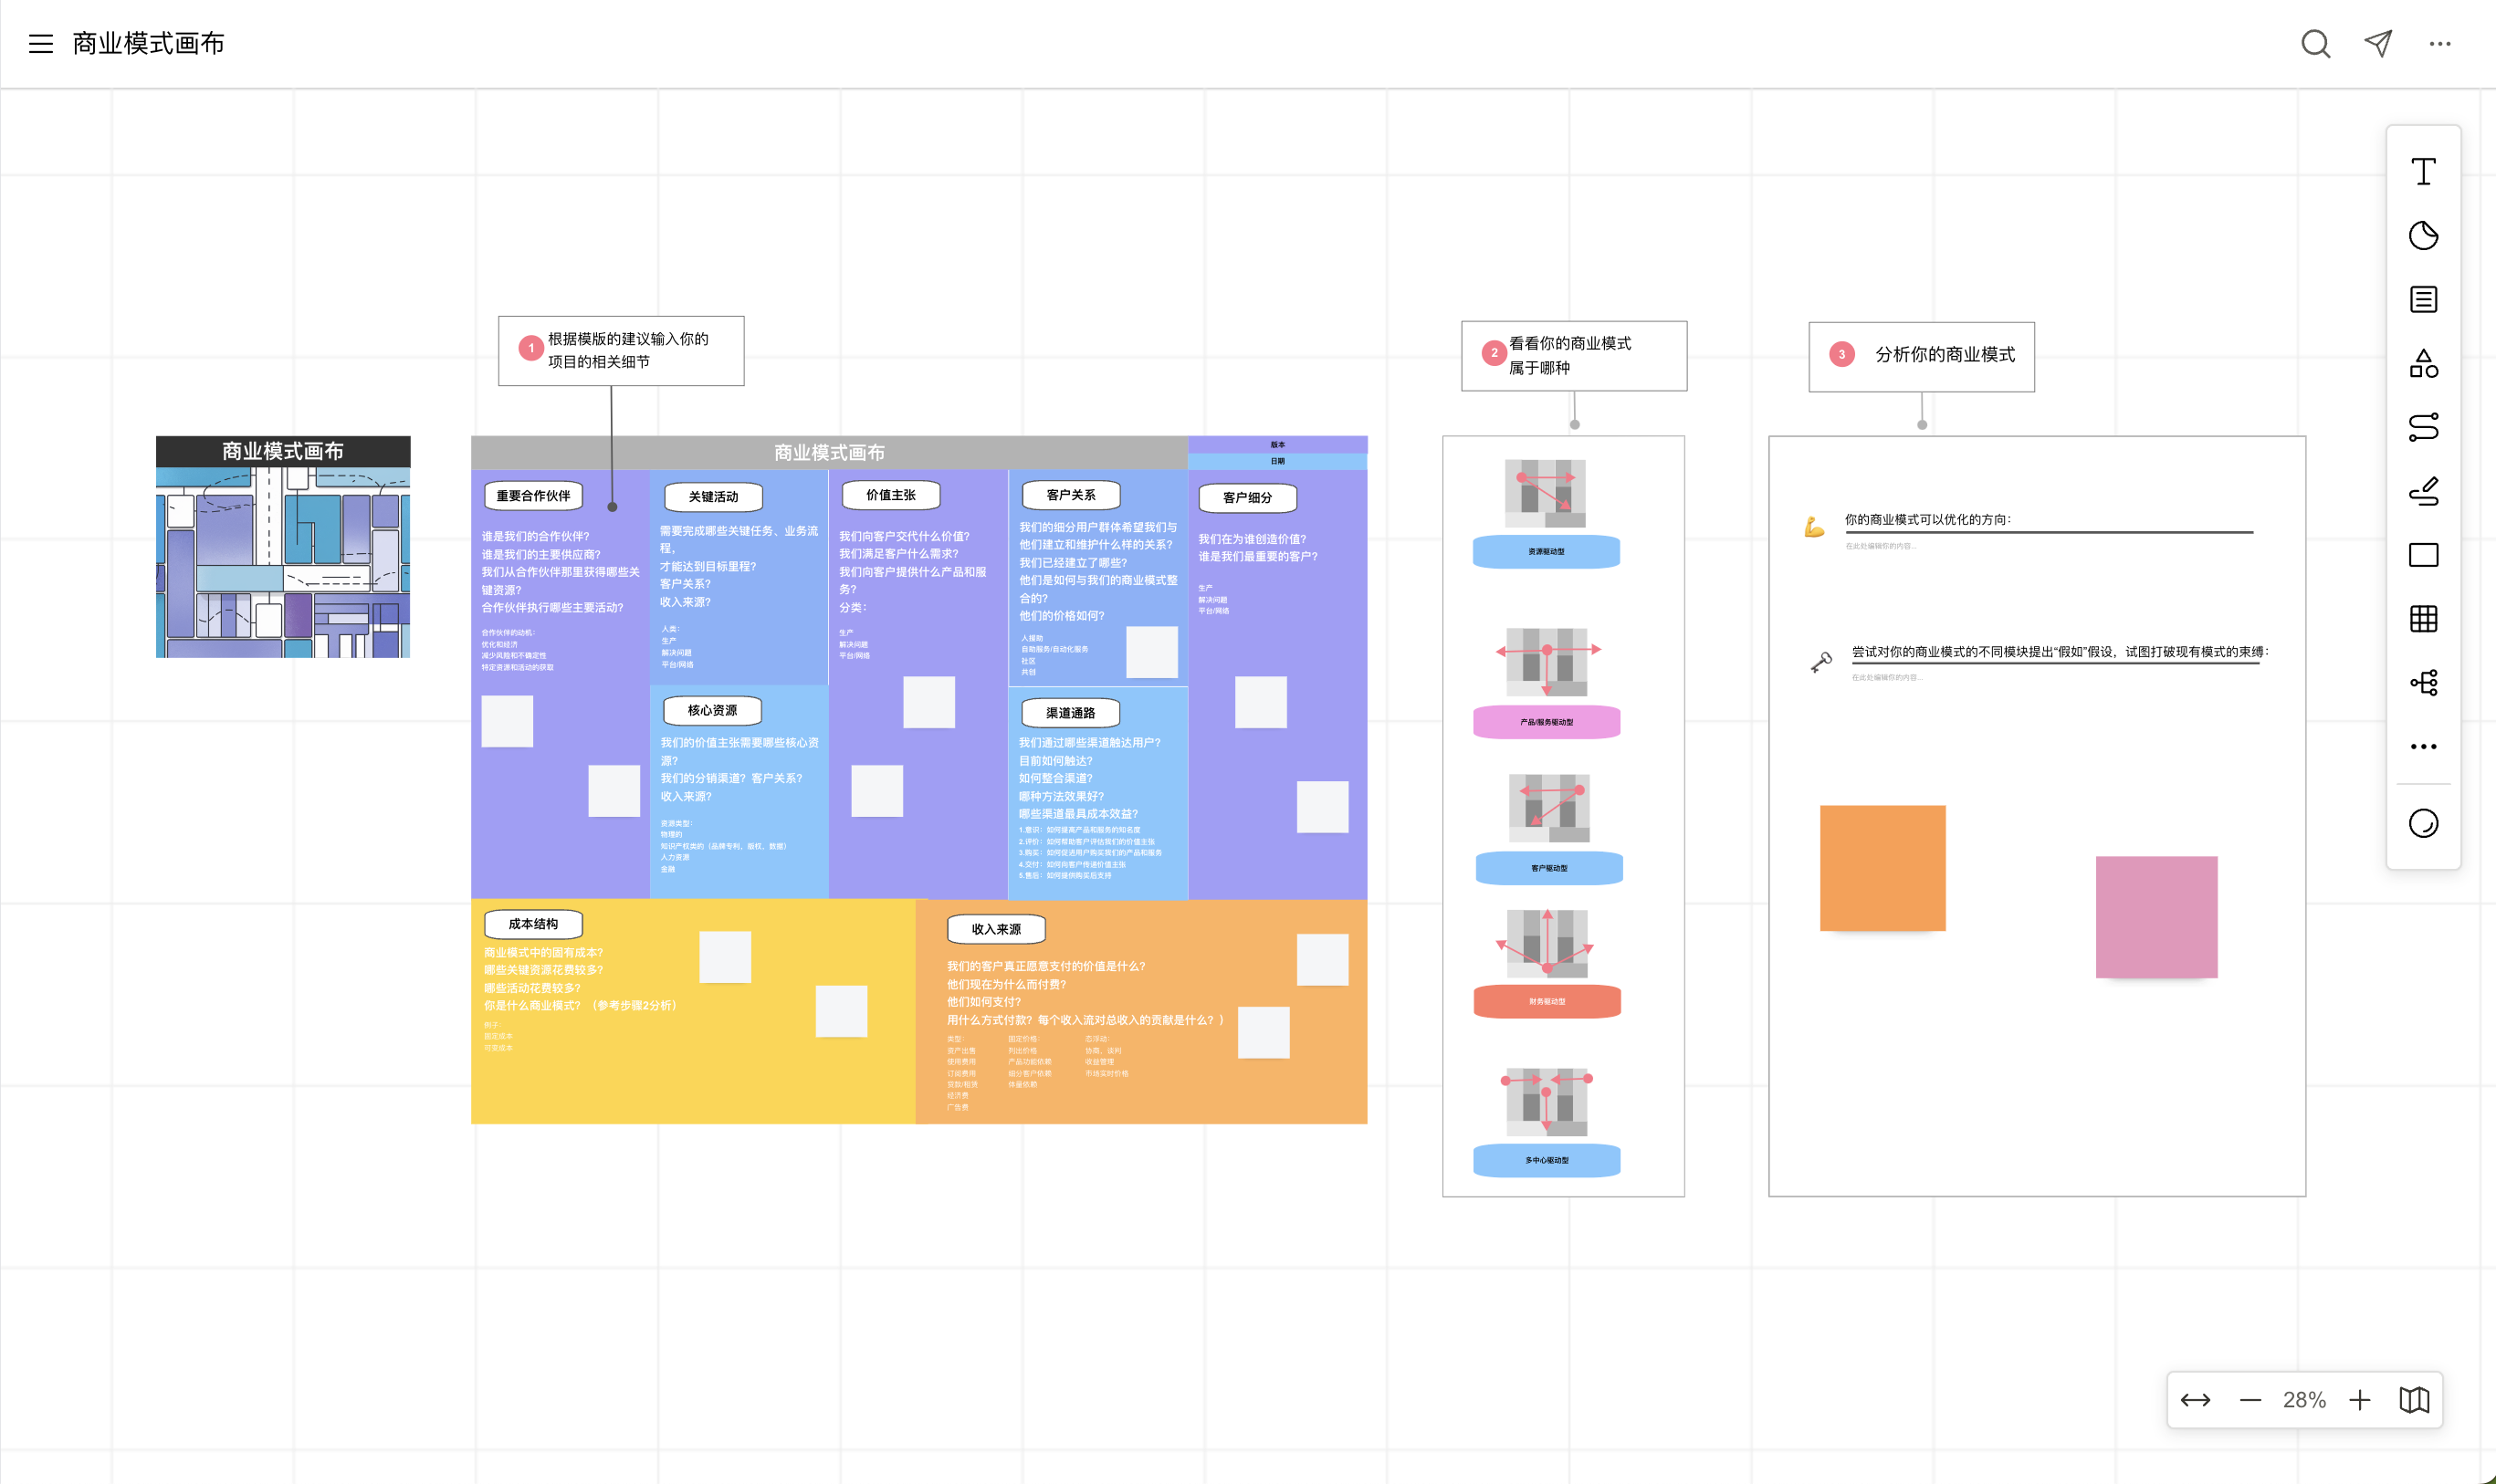 商业模式画布
1
根据模版的建议输入你的
项目的相关细节
2
看看你的商业模式
属于哪种
3
分析你的商业模式
商业模式画布
商业模式画布
版本
日期
重要合作伙伴
谁是我们的合作伙伴?
谁是我们的主要供应商?
我们从合作伙伴那里获得哪些关
键资源?
合作伙伴执行哪些主要活动?
合作伙伴的动机:
优化和经济
减少风险和不确定性
特定资源和活动的获取
关键活动
需要完成哪些关键任务、业务流
程,
才能达到目标里程?
客户关系?
收入来源?
人类:
生产
解决问题
平台/网络
核心资源
我们的价值主张需要哪些核心资
源?
我们的分销渠道? 客户关系?
收入来源?
资源类型:
物理的
知识产权类的（品牌专利，版权，数据）
人力资源
金融
价值主张
我们向客户交代什么价值?
我们满足客户什么需求?
我们向客户提供什么产品和服
务?
分类:
生产
解决问题
平台/网络
客户关系
我们的细分用户群体希望我们与
他们建立和维护什么样的关系?
我们已经建立了哪些?
他们是如何与我们的商业模式整
合的?
他们的价格如何?
人援助
自助服务/自动化服务
社区
共创
渠道通路
我们通过哪些渠道触达用户?
目前如何触达?
如何整合渠道?
哪种方法效果好?
哪些渠道最具成本效益?
1.意识: 如何提高产品和服务的知名度
2.评价: 如何帮助客户评估我们的价值主张
3.购买: 如何促进用户购买我们的产品和服务
4.交付: 如何向客户传递价值主张
5.售后: 如何提供购买后支持
客户细分
我们在为谁创造价值?
谁是我们最重要的客户?
生产
解决问题
平台/网络
成本结构
商业模式中的固有成本?
哪些关键资源花费较多?
哪些活动花费较多?
你是什么商业模式? （参考步骤2分析）
例子:
固定成本
可变成本
收入来源
我们的客户真正愿意支付的价值是什么?
他们现在为什么而付费?
他们如何支付?
用什么方式付款? 每个收入流对总收入的贡献是什么? ）
类型:
资产出售
使用费用
订阅费用
贷款/租赁
经济费
广告费
固定价格:
列出价格
产品功能依赖
细分客户依赖
体量依赖
态浮动:
协商，谈判
收益管理
市场实时价格
资源驱动型
产品/服务驱动型
客户驱动型
财务驱动型
多中心驱动型
你的商业模式可以优化的方向:
在此处编辑你的内容...
尝试对你的商业模式的不同模块提出“假如”假设，试图打破现有模式的束缚:
在此处编辑你的内容...
28%